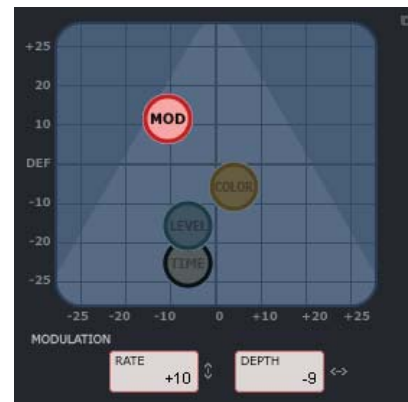 +25
20
10
DEF
-10
-20
-25
MOD
COLOR
LEVEL
TIME
-25 -20 -10 0 +10 +20 +25
MODULATION
RATE DEPTH
+10 -9